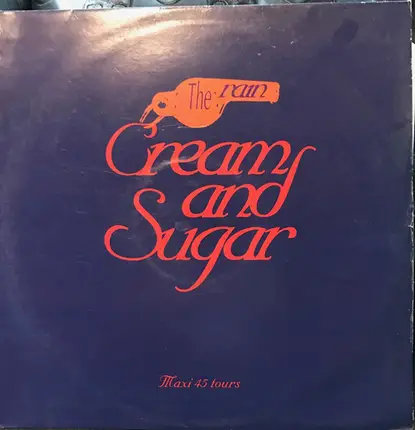 The rain
Cream
and
Sugar
Maxi 45 tours